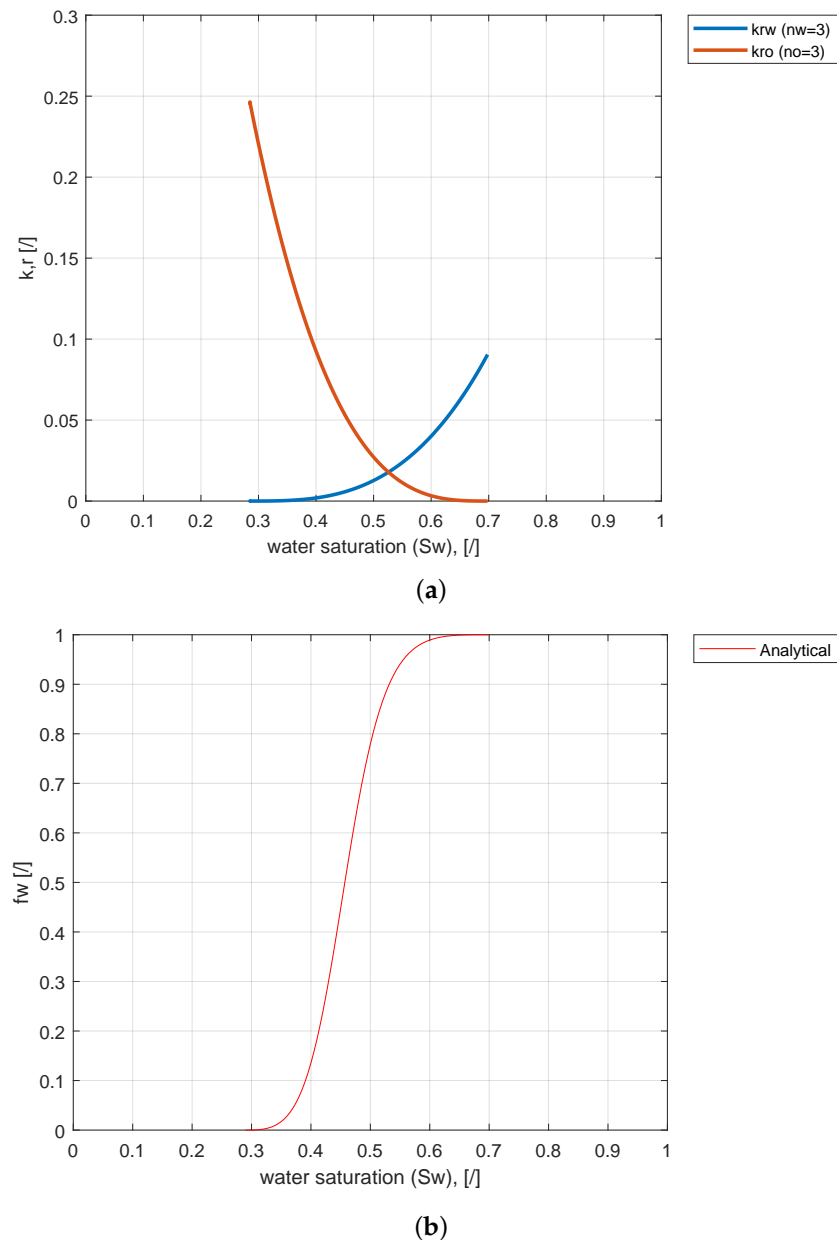 0.3
0.25
0.2
0.15
0.1
0.05
0
k,r [/]
0 0.1 0.2 0.3 0.4 0.5 0.6 0.7 0.8 0.9 1
water saturation (Sw), [/]
krw (nw=3)
kro (no=3)
(a)
1
0.9
0.8
0.7
0.6
0.5
0.4
0.3
0.2
0.1
0
fw [/]
0 0.1 0.2 0.3 0.4 0.5 0.6 0.7 0.8 0.9 1
water saturation (Sw), [/]
Analytical
(b)